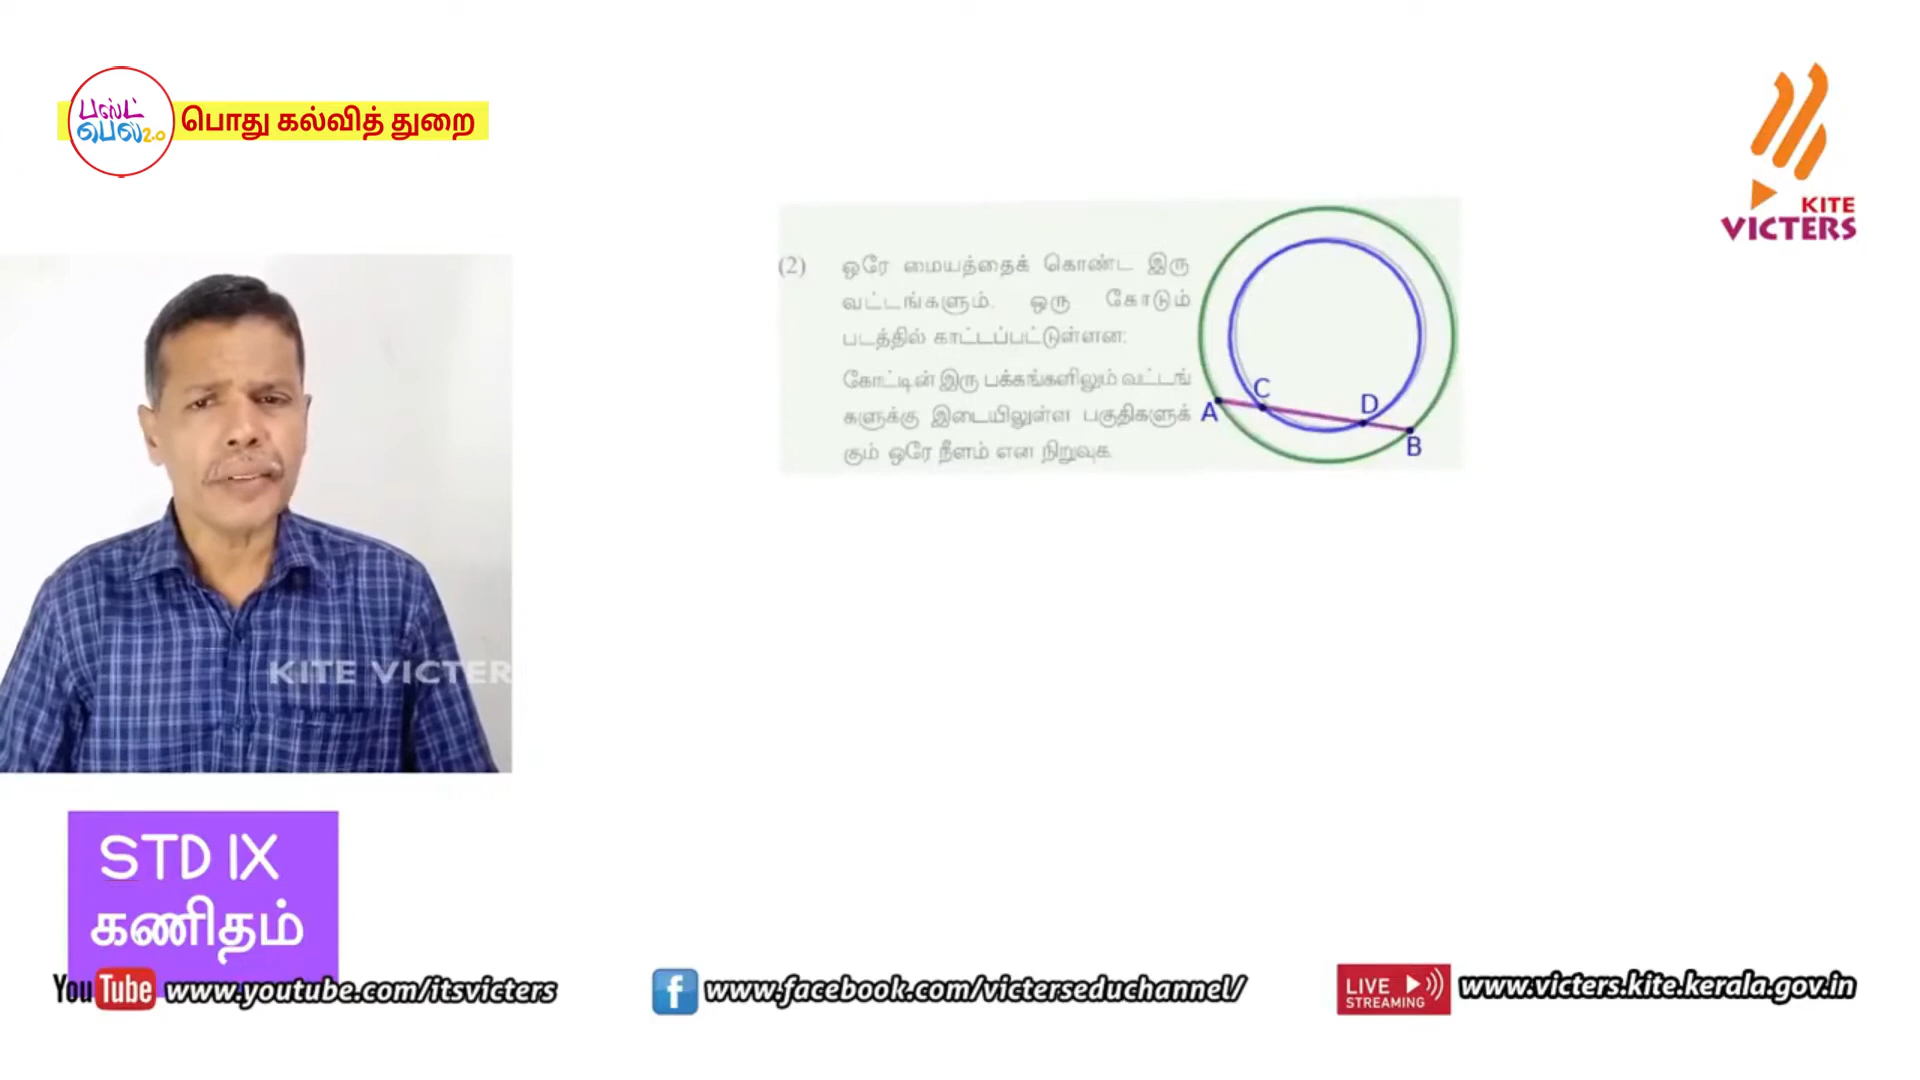 பஸ்ட்
பெல் 2.0
பொது கல்வித் துறை
KITE
VICTERS
(2) ஒரே மையத்தைக் கொண்ட இரு
வட்டங்களும். ஒரு கோடும்
படத்தில் காட்டப்பட்டுள்ளன:
கோட்டின் இரு பக்கங்களிலும் வட்டங்
களுக்கு இடையிலுள்ள பகுதிகளுக்
கும் ஒரே நீளம் என நிறுவுக
A
C
D
B
KITE VICTER
STD IX
கணிதம்
YouTube www.youtube.com/itsvicters
f www.facebook.com/victerseduchannel/
LIVE STREAMING www.victers.kite.kerala.gov.in